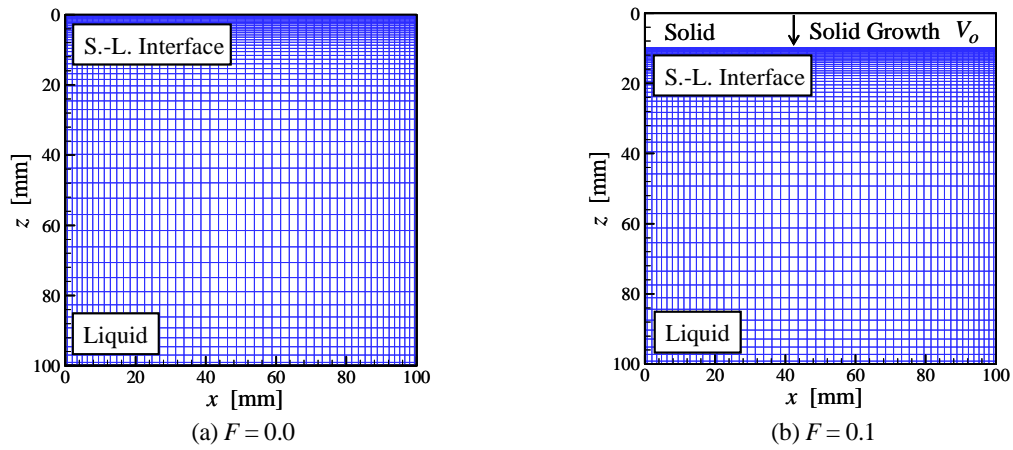 0
S.-L. Interface
20
40
z [mm]
60
80
Liquid
100
0 20 40 60 80 100
x [mm]
(a) F = 0.0
0
Solid
Solid Growth V_o
S.-L. Interface
20
40
z [mm]
60
80
Liquid
100
0 20 40 60 80 100
x [mm]
(b) F = 0.1